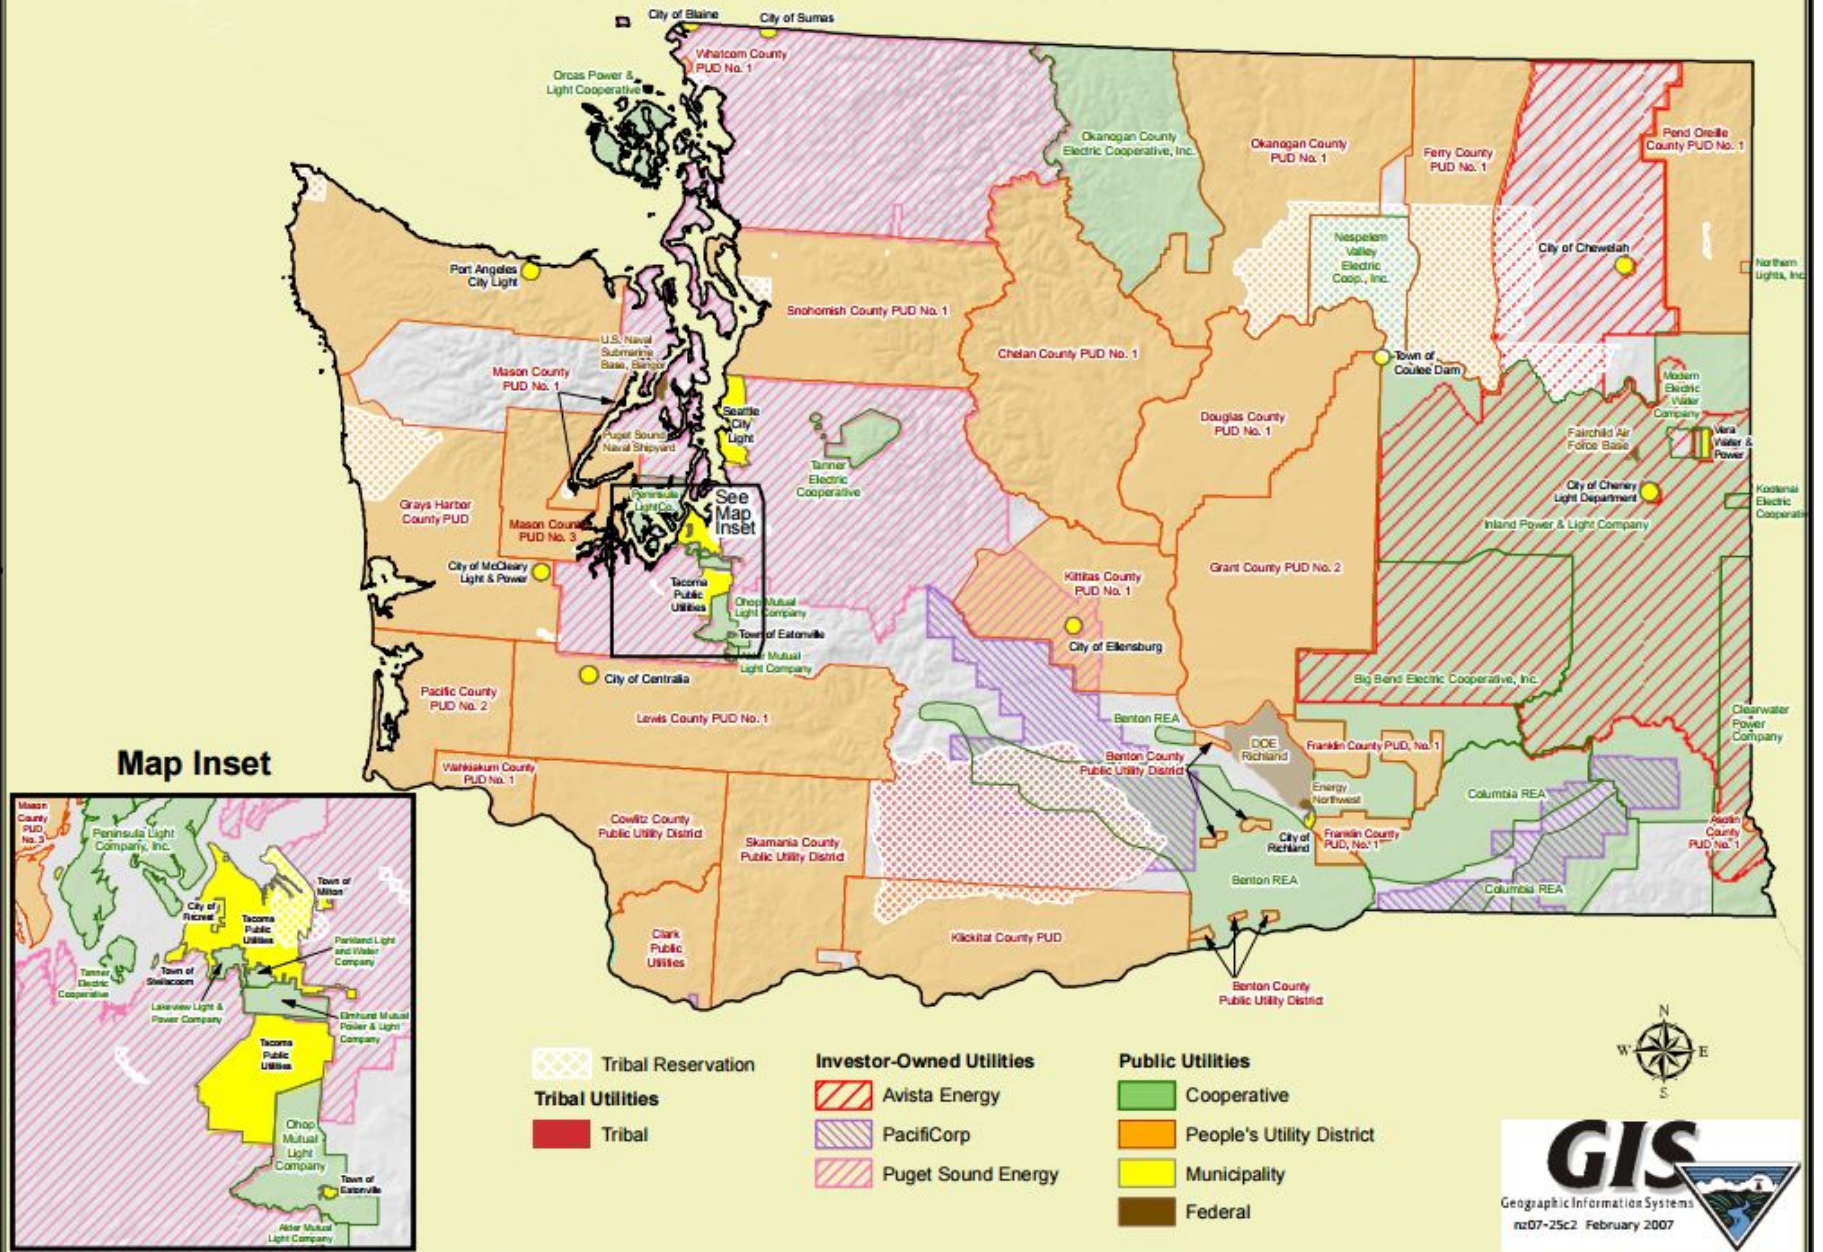 City of Blaine
City of Sumas
Whatcom County
PUD No. 1
Orcas Power &
Light Cooperative
Okanogan County
Electric Cooperative, Inc.
Okanogan County
PUD No. 1
Ferry County
PUD No. 1
Pend Oreille
County PUD No. 1
Nespelem
Valley
Electric
Coop., Inc.
City of Chewelah
Northern
Lights, Inc.
Port Angeles
City Light
Snohomish County PUD No. 1
Chelan County PUD No. 1
U.S. Naval
Submarine
Base, Bangor
Mason County
PUD No. 1
Town of
Coulee Dam
Modern
Electric
Water
Company
Seattle
City
Light
Douglas County
PUD No. 1
Puget Sound
Naval Shipyard
Fairchild Air
Force Base
Vera
Water &
Power
Tanner
Electric
Cooperative
City of Cheney
Light Department
Kootenai
Electric
Cooperati
Peninsula
Light Co.
See
Map
Inset
Grays Harbor
County PUD
Mason County
PUD No. 3
Inland Power & Light Company
City of McCleary
Light & Power
Tacoma
Public
Utilities
Kittitas County
PUD No. 1
Grant County PUD No. 2
Ohop Mutual
Light Company
Town of Eatonville
City of Ellensburg
Alder Mutual
Light Company
City of Centralia
Big Bend Electric Cooperative, Inc.
Pacific County
PUD No. 2
Lewis County PUD No. 1
Benton REA
Clearwater
Power
Company
DOE
Richland
Franklin County PUD, No. 1
Benton County
Public Utility District
Wahkiakum County
PUD No. 1
Energy
Northwest
Columbia REA
Cowlitz County
Public Utility District
Skamania County
Public Utility District
City of
Richland
Franklin County
PUD, No. 1
Asotin
County
PUD No. 1
Benton REA
Columbia REA
Clark
Public
Utilities
Klickitat County PUD
Benton County
Public Utility District
Map Inset
Mason
County
PUD
No. 3
Peninsula Light
Company, Inc.
Town of
Milton
City of
Fircrest
Tacoma
Public
Utilities
Parkland Light
and Water
Company
Tanner
Electric
Cooperative
Town of
Steilacoom
Lakeview Light &
Power Company
Elmhurst Mutual
Power & Light
Company
Tacoma
Public
Utilities
Ohop
Mutual
Light
Company
Town of
Eatonville
Alder Mutual
Light Company
Tribal Reservation
Tribal Utilities
Tribal
Investor-Owned Utilities
Avista Energy
PacifiCorp
Puget Sound Energy
Public Utilities
Cooperative
People's Utility District
Municipality
Federal
N
W
E
S
GIS
Geographic Information Systems
nz07-25c2 February 2007